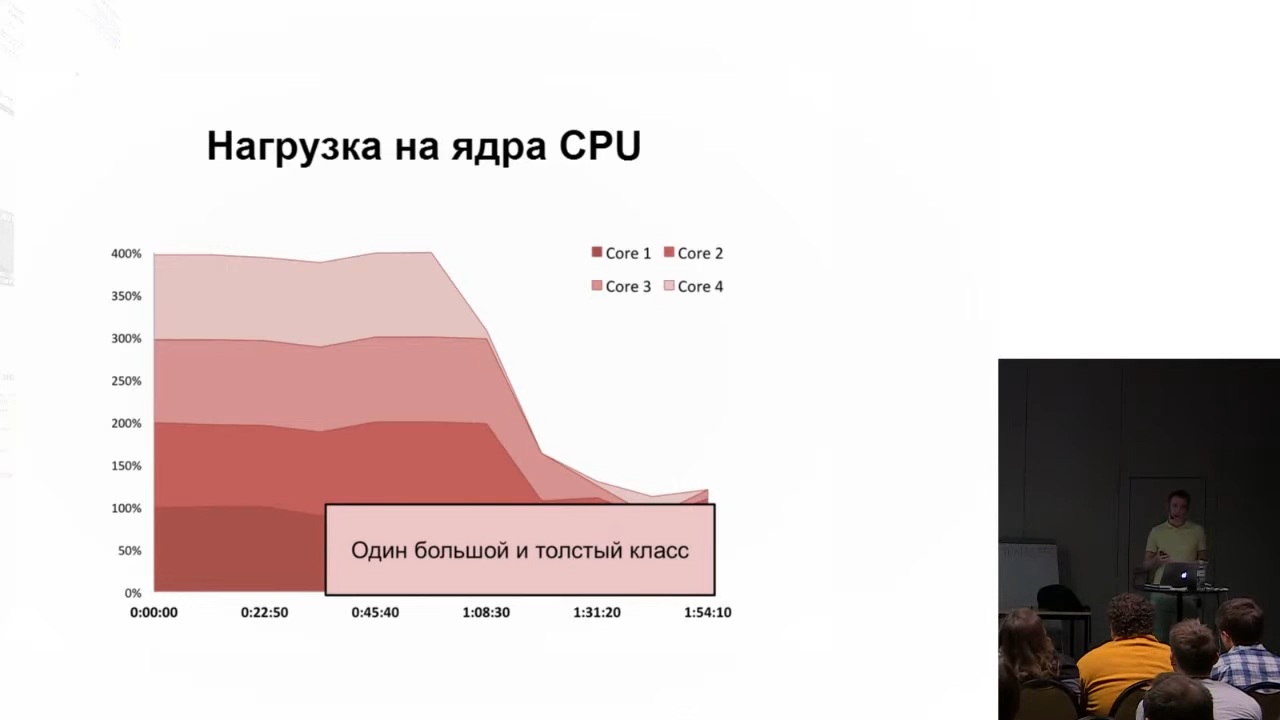 Нагрузка на ядра CPU
400%
350%
300%
250%
200%
150%
100%
50%
0%
Core 1 Core 2
Core 3 Core 4
Один большой и толстый класс
0:00:00 0:22:50 0:45:40 1:08:30 1:31:20 1:54:10